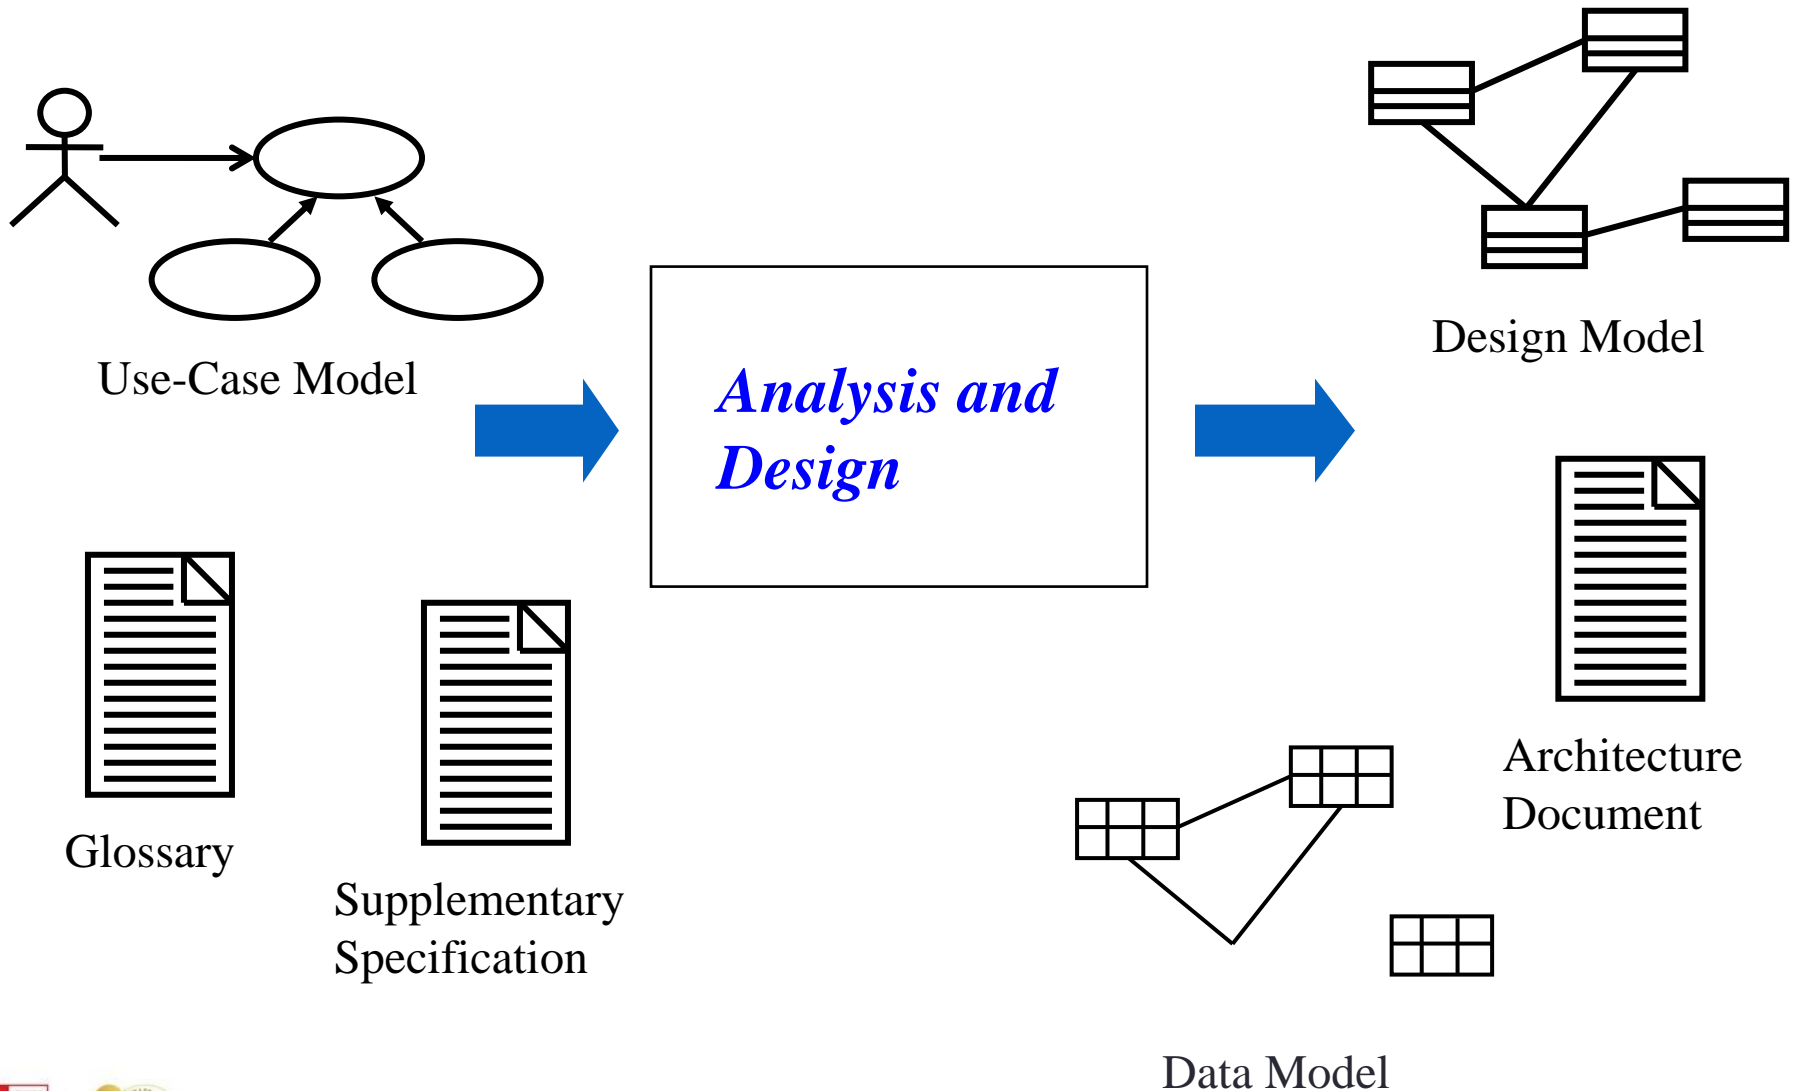 Use-Case Model
Glossary
Supplementary
Specification
Analysis and
Design
Design Model
Architecture
Document
Data Model